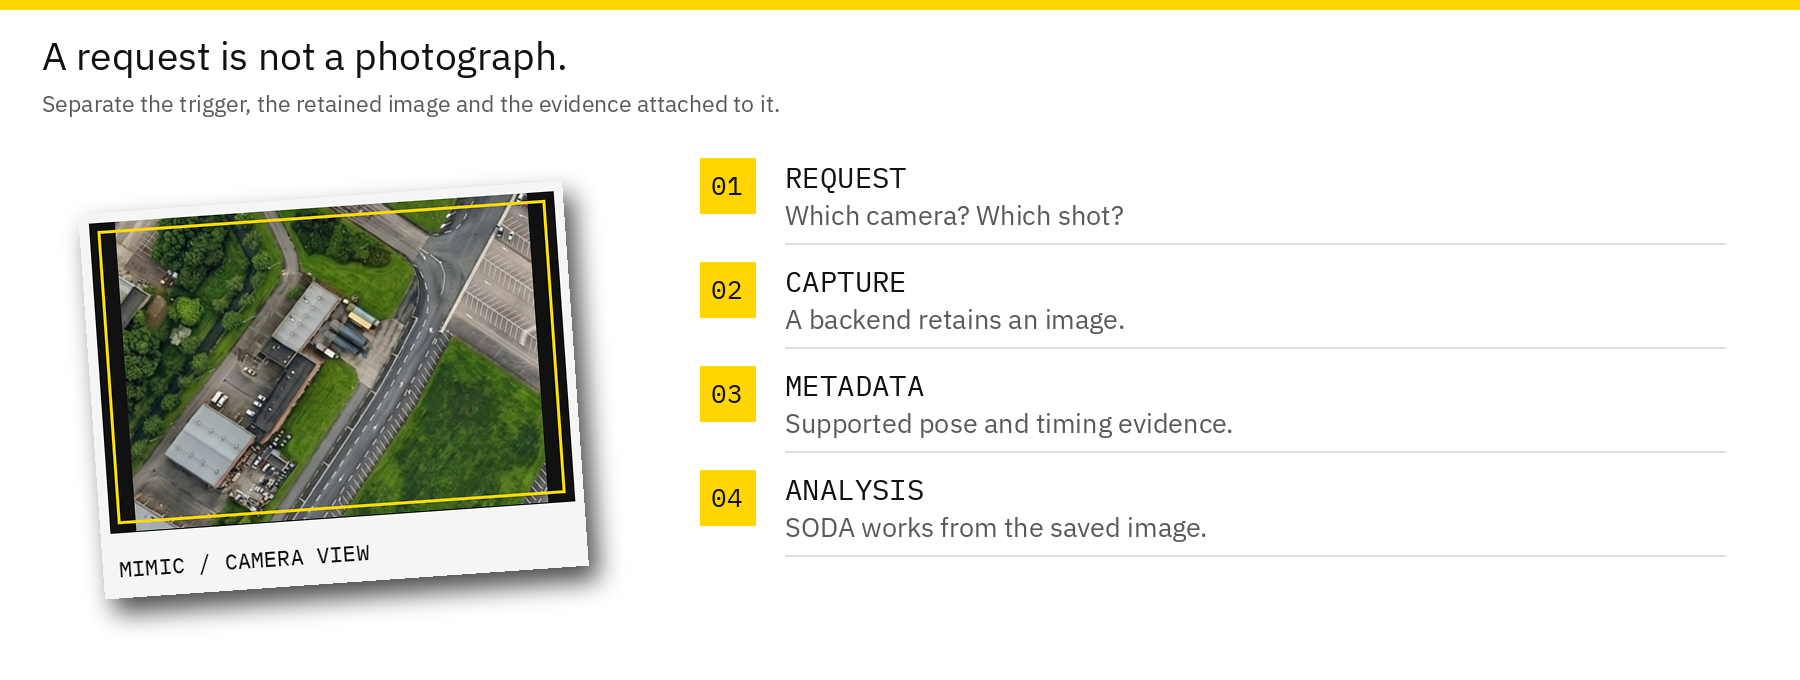 A request is not a photograph.
Separate the trigger, the retained image and the evidence attached to it.
MIMIC / CAMERA VIEW
01
REQUEST
Which camera? Which shot?
02
CAPTURE
A backend retains an image.
03
METADATA
Supported pose and timing evidence.
04
ANALYSIS
SODA works from the saved image.